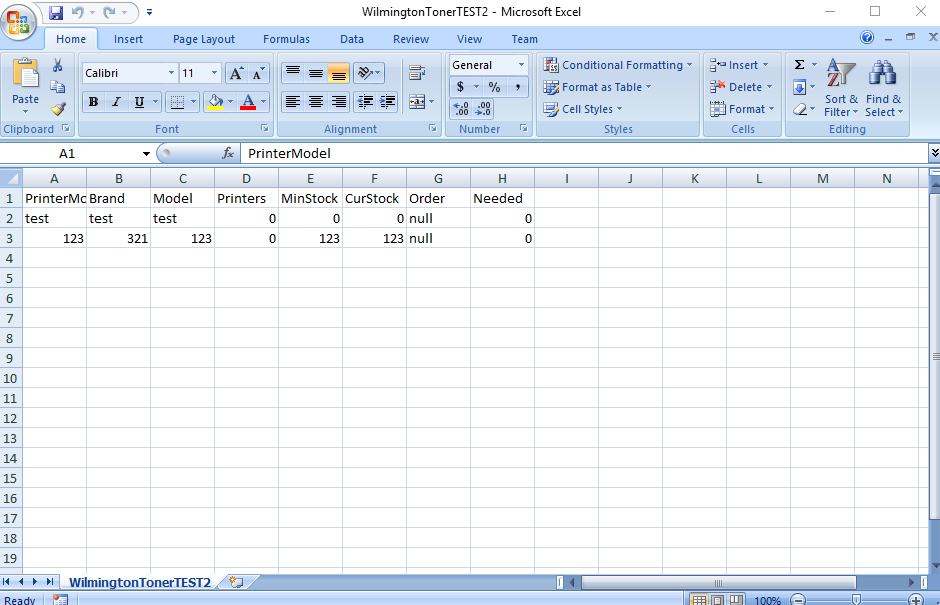 WilmingtonTonerTEST2 - Microsoft Excel
Home Insert Page Layout Formulas Data Review View Team
Calibri 11 General
Conditional Formatting Insert Σ
Paste B I U A $ % , Format as Table Delete Sort & Find &
Cell Styles Format Filter Select
Clipboard Font Alignment Number Styles Cells Editing
A1 fx PrinterModel
A B C D E F G H I J K L M N
1 PrinterMo Brand Model Printers MinStock CurStock Order Needed
2 test test test 0 0 0 null 0
3 123 321 123 0 123 123 null 0
4
5
6
7
8
9
10
11
12
13
14
15
16
17
18
19
WilmingtonTonerTEST2
Ready 100%